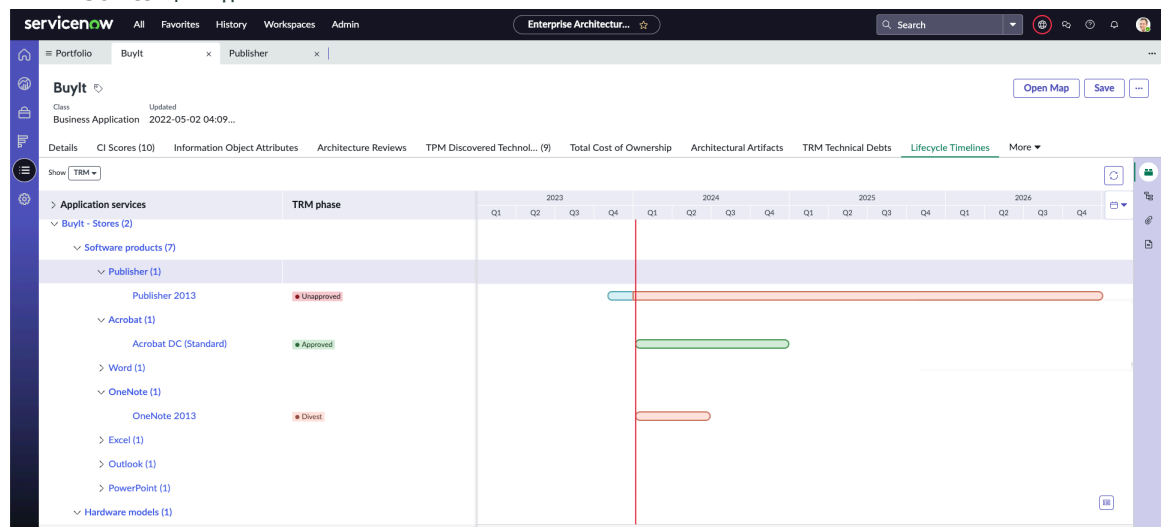 servicenow All Favorites History Workspaces Admin Enterprise Architectur... Search
Portfolio BuyIt × Publisher ×
BuyIt
Open Map Save
Class Updated
Business Application 2022-05-02 04:09...
Details CI Scores (10) Information Object Attributes Architecture Reviews TPM Discovered Technol... (9) Total Cost of Ownership Architectural Artifacts TRM Technical Debts Lifecycle Timelines More
Show TRM
Application services TRM phase
2023 2024 2025 2026
Q1 Q2 Q3 Q4 Q1 Q2 Q3 Q4 Q1 Q2 Q3 Q4 Q1 Q2 Q3 Q4
BuyIt - Stores (2)
Software products (7)
Publisher (1)
Publisher 2013 Unapproved
Acrobat (1)
Acrobat DC (Standard) Approved
Word (1)
OneNote (1)
OneNote 2013 Divest
Excel (1)
Outlook (1)
PowerPoint (1)
Hardware models (1)